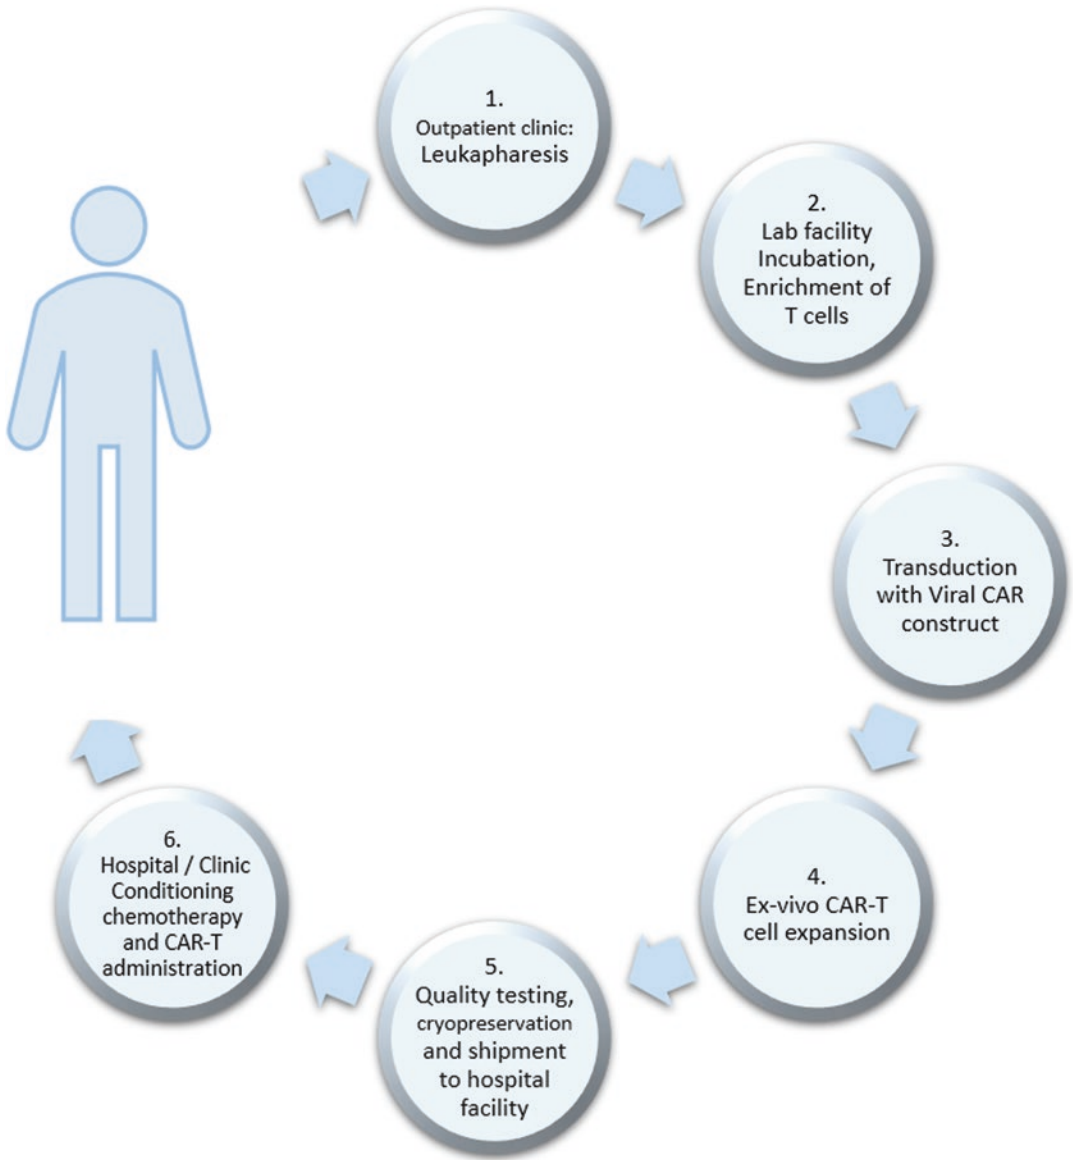 1.
Outpatient clinic:
Leukapharesis
2.
Lab facility
Incubation,
Enrichment of
T cells
3.
Transduction
with Viral CAR
construct
4.
Ex-vivo CAR-T
cell expansion
5.
Quality testing,
cryopreservation
and shipment
to hospital
facility
6.
Hospital / Clinic
Conditioning
chemotherapy
and CAR-T
administration